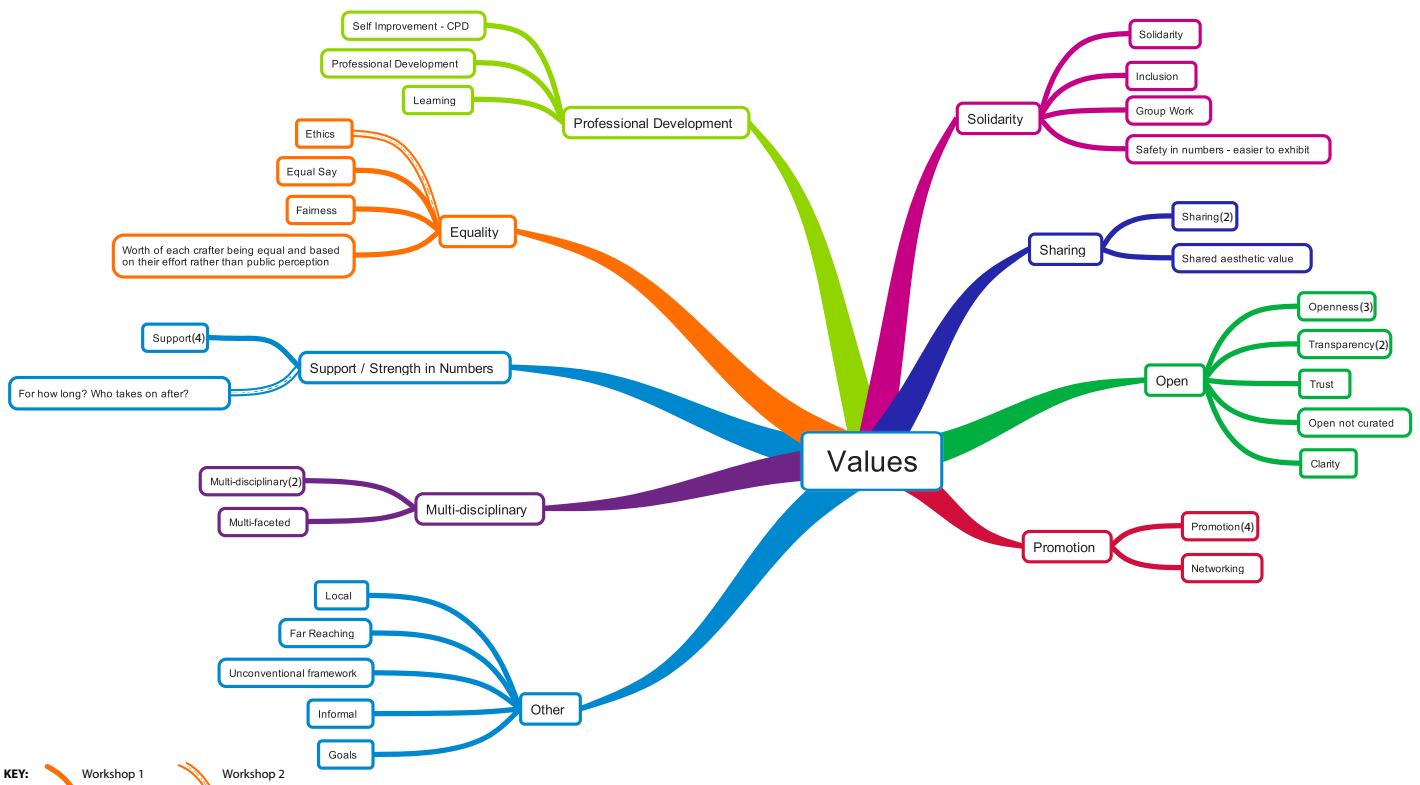 Values
Professional Development
Self Improvement - CPD
Professional Development
Learning
Equality
Ethics
Equal Say
Fairness
Worth of each crafter being equal and based
on their effort rather than public perception
Support / Strength in Numbers
Support(4)
For how long? Who takes on after?
Multi-disciplinary
Multi-disciplinary(2)
Multi-faceted
Other
Local
Far Reaching
Unconventional framework
Informal
Goals
Solidarity
Solidarity
Inclusion
Group Work
Safety in numbers - easier to exhibit
Sharing
Sharing(2)
Shared aesthetic value
Open
Openness(3)
Transparency(2)
Trust
Open not curated
Clarity
Promotion
Promotion(4)
Networking
KEY: Workshop 1 Workshop 2